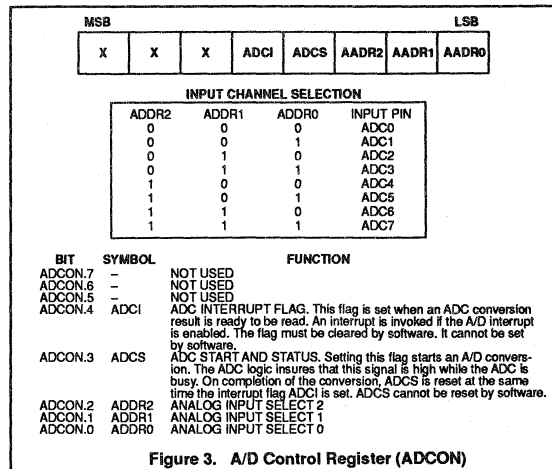 MSB LSB
X X X ADCI ADCS AADR2 AADR1 AADR0
INPUT CHANNEL SELECTION
ADDR2 ADDR1 ADDR0 INPUT PIN
0 0 0 ADC0
0 0 1 ADC1
0 1 0 ADC2
0 1 1 ADC3
1 0 0 ADC4
1 0 1 ADC5
1 1 0 ADC6
1 1 1 ADC7
BIT SYMBOL FUNCTION
ADCON.7 – NOT USED
ADCON.6 – NOT USED
ADCON.5 – NOT USED
ADCON.4 ADCI ADC INTERRUPT FLAG. This flag is set when an ADC conversion
result is ready to be read. An interrupt is invoked if the A/D interrupt
is enabled. The flag must be cleared by software. It cannot be set
by software.
ADCON.3 ADCS ADC START AND STATUS. Setting this flag starts an A/D convers-
ion. The ADC logic insures that this signal is high while the ADC is
busy. On completion of the conversion, ADCS is reset at the same
time the interrupt flag ADCI is set. ADCS cannot be reset by software.
ADCON.2 ADDR2 ANALOG INPUT SELECT 2
ADCON.1 ADDR1 ANALOG INPUT SELECT 1
ADCON.0 ADDR0 ANALOG INPUT SELECT 0
Figure 3. A/D Control Register (ADCON)